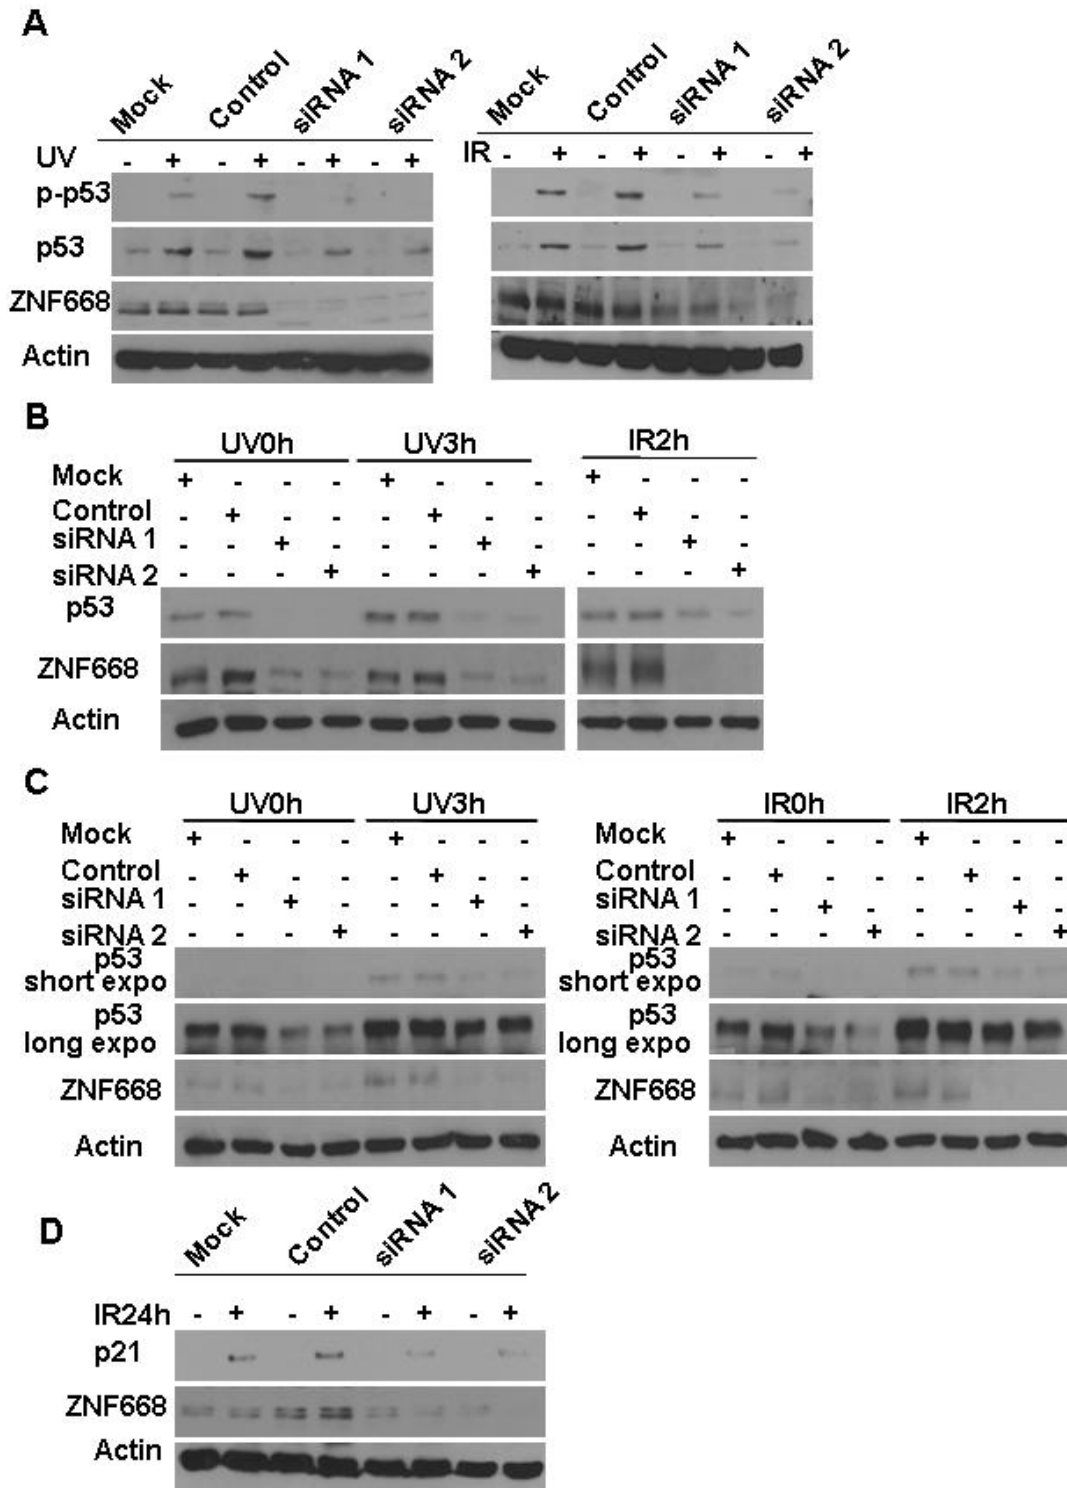 A
Mock Control siRNA 1 siRNA 2 Mock Control siRNA 1 siRNA 2
UV - + - + - + - + IR - + - + - + - +
p-p53
p53
ZNF668
Actin
B
UV0h UV3h IR2h
Mock + - - - + - - - + - - -
Control - + - - - + - - - + - -
siRNA 1 - - + - - - + - - - + -
siRNA 2 - - - + - - - + - - - +
p53
ZNF668
Actin
C
UV0h UV3h IR0h IR2h
Mock + - - - + - - - Mock + - - - + - - -
Control - + - - - + - - Control - + - - - + - -
siRNA 1 - - + - - - + - siRNA 1 - - + - - - + -
siRNA 2 - - - + - - - + siRNA 2 - - - + - - - +
p53 p53
short expo short expo
p53 p53
long expo long expo
ZNF668 ZNF668
Actin Actin
D
Mock Control siRNA 1 siRNA 2
IR24h - + - + - + - +
p21
ZNF668
Actin